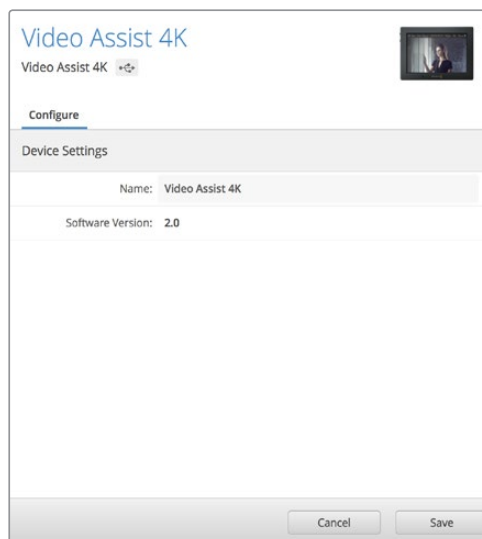 Video Assist 4K
Video Assist 4K
Configure
Device Settings
Name: Video Assist 4K
Software Version: 2.0
Cancel Save